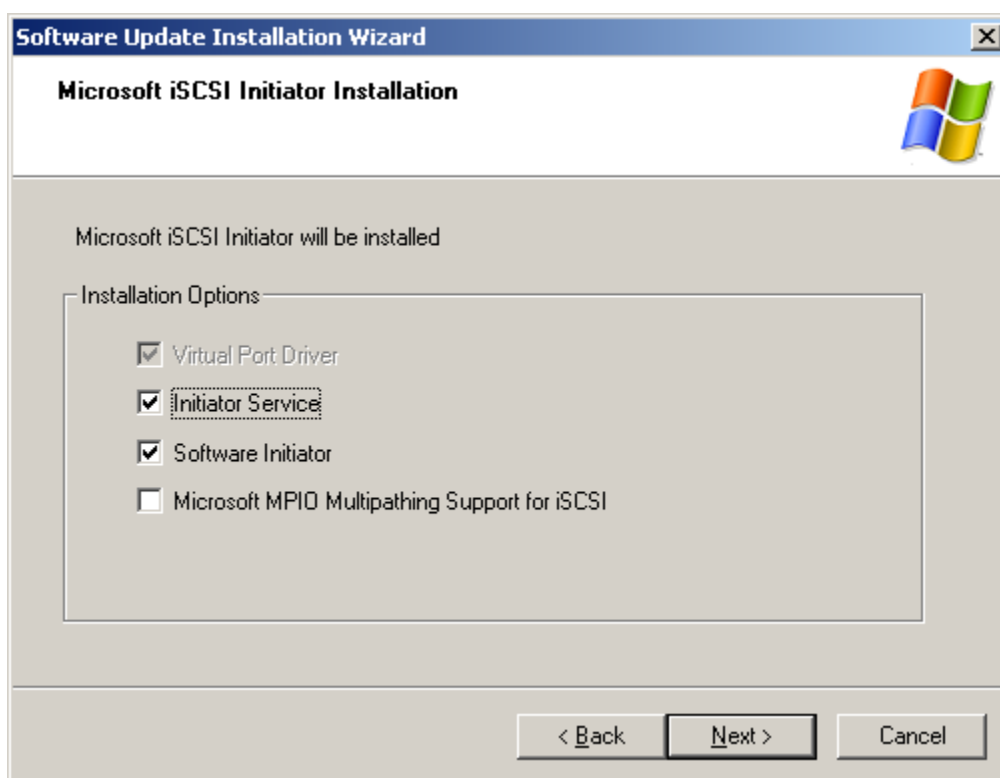 Software Update Installation Wizard
Microsoft iSCSI Initiator Installation
Microsoft iSCSI Initiator will be installed
Installation Options
Virtual Port Driver
Initiator Service
Software Initiator
Microsoft MPIO Multipathing Support for iSCSI
< Back Next > Cancel